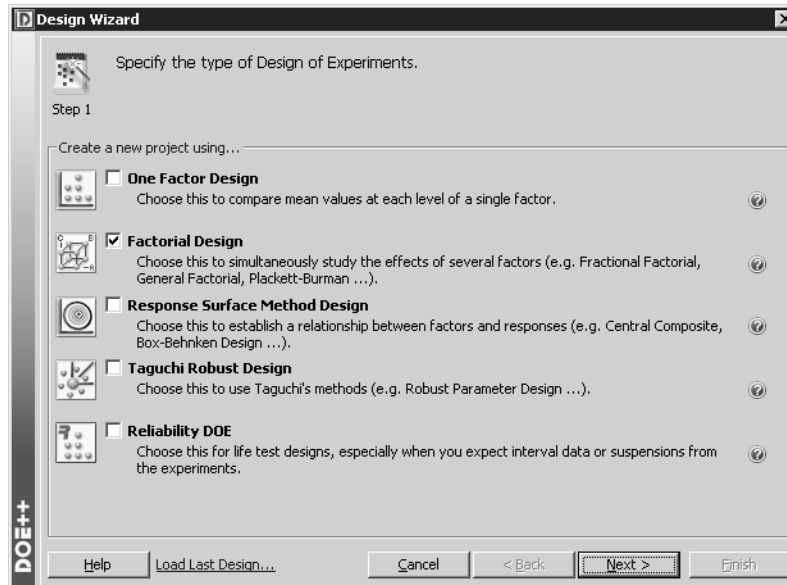 Design Wizard
Specify the type of Design of Experiments.
Step 1
Create a new project using...
One Factor Design
Choose this to compare mean values at each level of a single factor.
Factorial Design
Choose this to simultaneously study the effects of several factors (e.g. Fractional Factorial,
General Factorial, Plackett-Burman ...).
Response Surface Method Design
Choose this to establish a relationship between factors and responses (e.g. Central Composite,
Box-Behnken Design ...).
Taguchi Robust Design
Choose this to use Taguchi's methods (e.g. Robust Parameter Design ...).
Reliability DOE
Choose this for life test designs, especially when you expect interval data or suspensions from
the experiments.
DOE++
Help Load Last Design... Cancel < Back Next > Finish